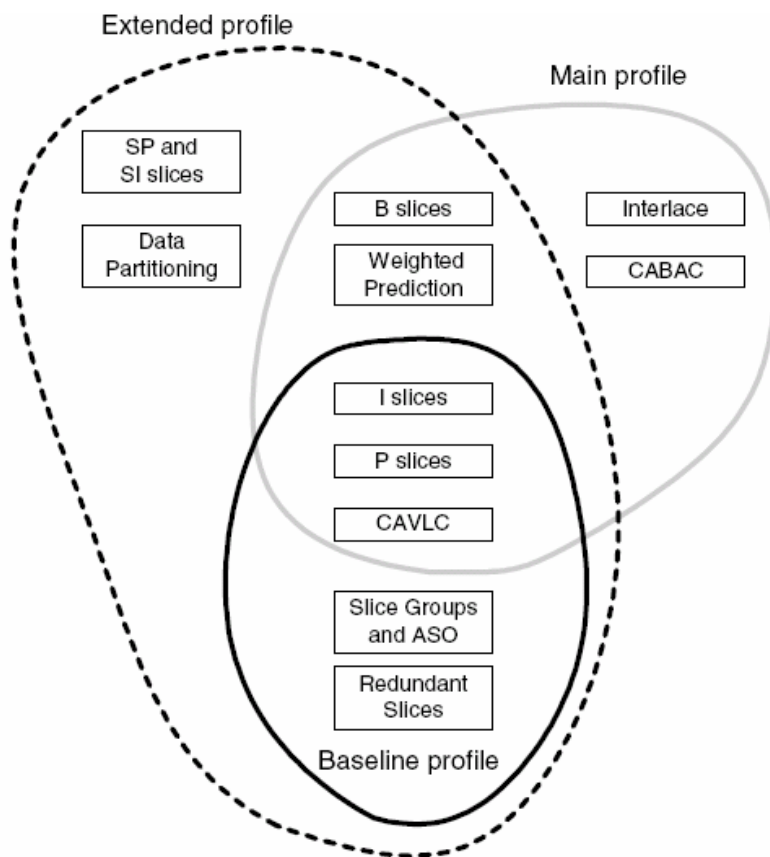 Extended profile
Main profile
SP and
SI slices
B slices
Interlace
Data
Partitioning
Weighted
Prediction
CABAC
I slices
P slices
CAVLC
Slice Groups
and ASO
Redundant
Slices
Baseline profile